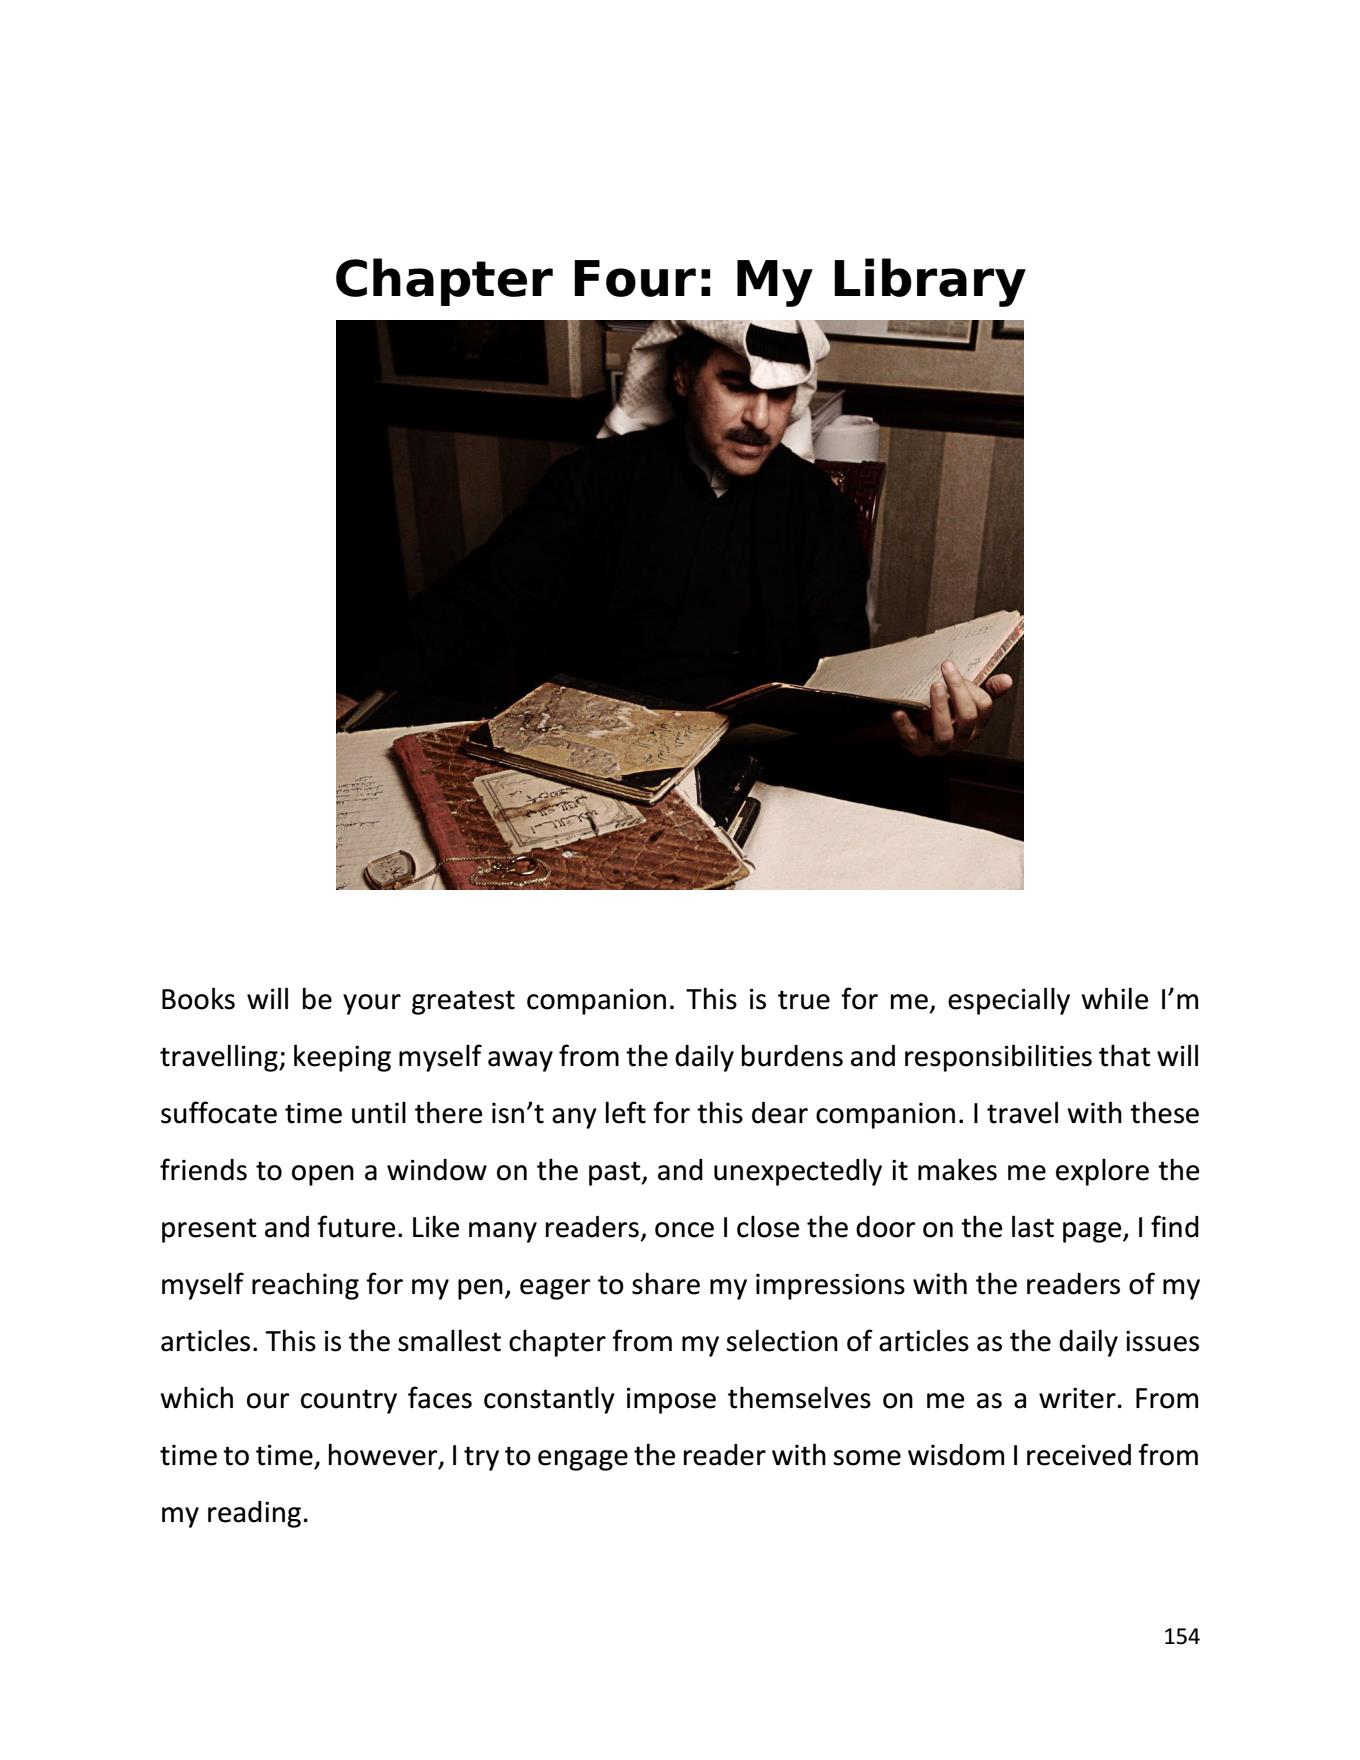 Chapter Four: My Library
Books will be your greatest companion. This is true for me, especially while I’m
travelling; keeping myself away from the daily burdens and responsibilities that will
suffocate time until there isn’t any left for this dear companion. I travel with these
friends to open a window on the past, and unexpectedly it makes me explore the
present and future. Like many readers, once I close the door on the last page, I find
myself reaching for my pen, eager to share my impressions with the readers of my
articles. This is the smallest chapter from my selection of articles as the daily issues
which our country faces constantly impose themselves on me as a writer. From
time to time, however, I try to engage the reader with some wisdom I received from
my reading.
154